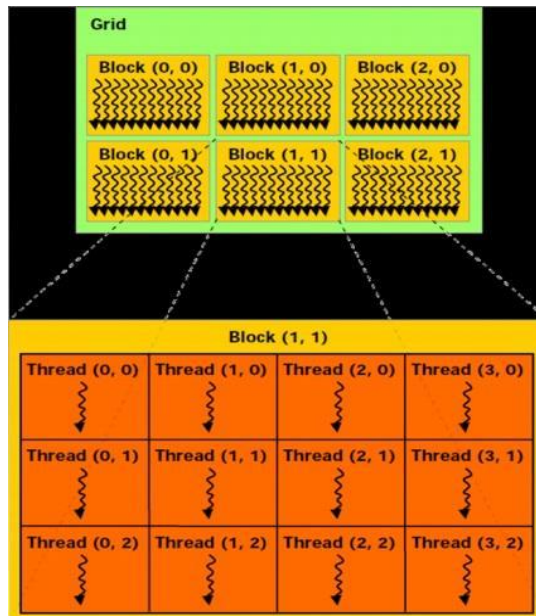 Grid
Block (0, 0) Block (1, 0) Block (2, 0)
Block (0, 1) Block (1, 1) Block (2, 1)
Block (1, 1)
Thread (0, 0) Thread (1, 0) Thread (2, 0) Thread (3, 0)
Thread (0, 1) Thread (1, 1) Thread (2, 1) Thread (3, 1)
Thread (0, 2) Thread (1, 2) Thread (2, 2) Thread (3, 2)